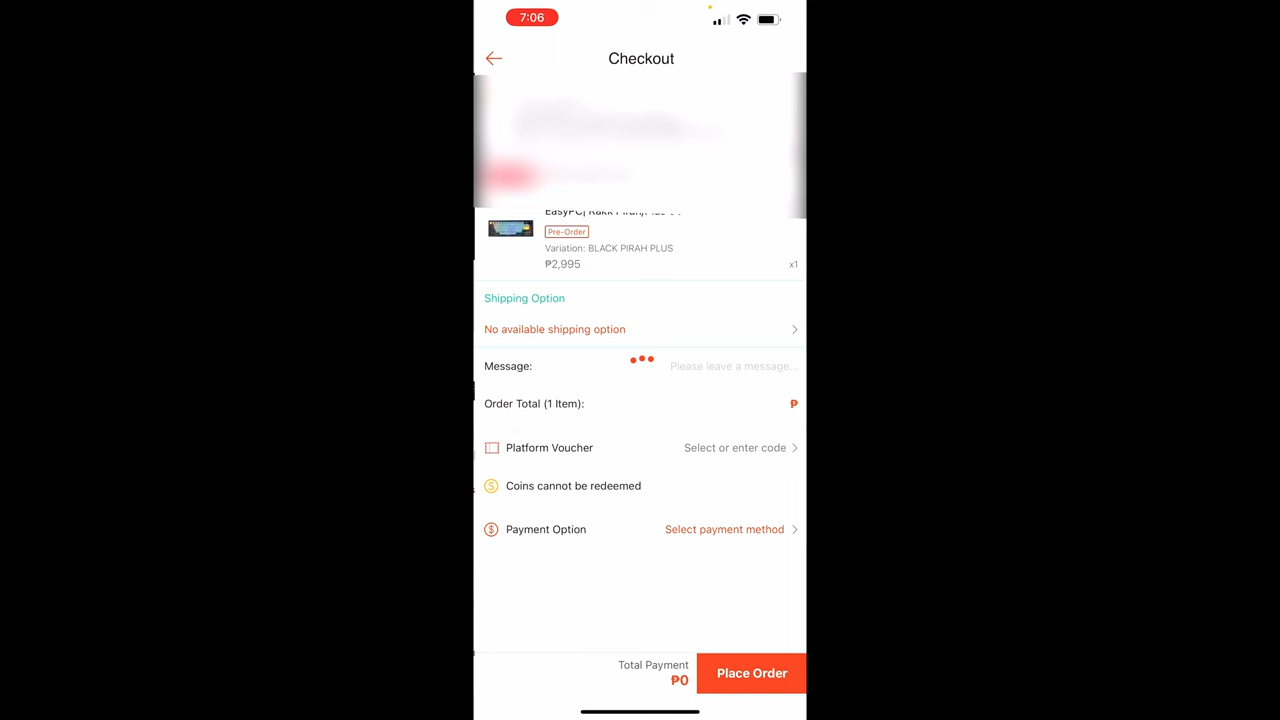 7:06
Checkout
EasyPC| Rakk
Pre-Order
Variation: BLACK PIRAH PLUS
₱2,995
x1
Shipping Option
No available shipping option
Message:
Please leave a message...
Order Total (1 Item):
₱
Platform Voucher
Select or enter code
Coins cannot be redeemed
Payment Option
Select payment method
Total Payment
₱0
Place Order